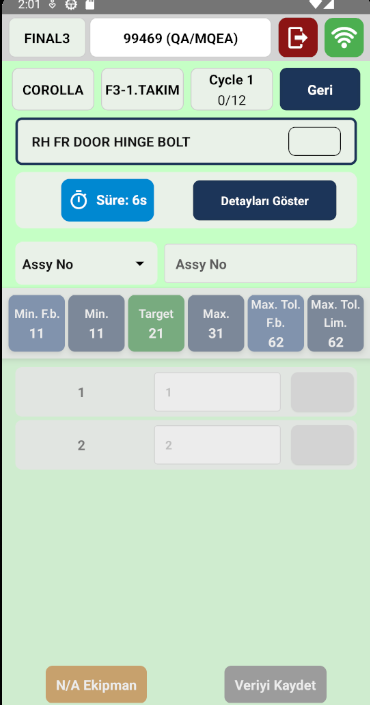 2:01
FINAL3
99469 (QA/MQEA)
COROLLA
F3-1.TAKIM
Cycle 1
0/12
Geri
RH FR DOOR HINGE BOLT
Süre: 6s
Detayları Göster
Assy No
Assy No
Min. F.b.
11
Min.
11
Target
21
Max.
31
Max. Tol.
F.b.
62
Max. Tol.
Lim.
62
1
1
2
2
N/A Ekipman
Veriyi Kaydet